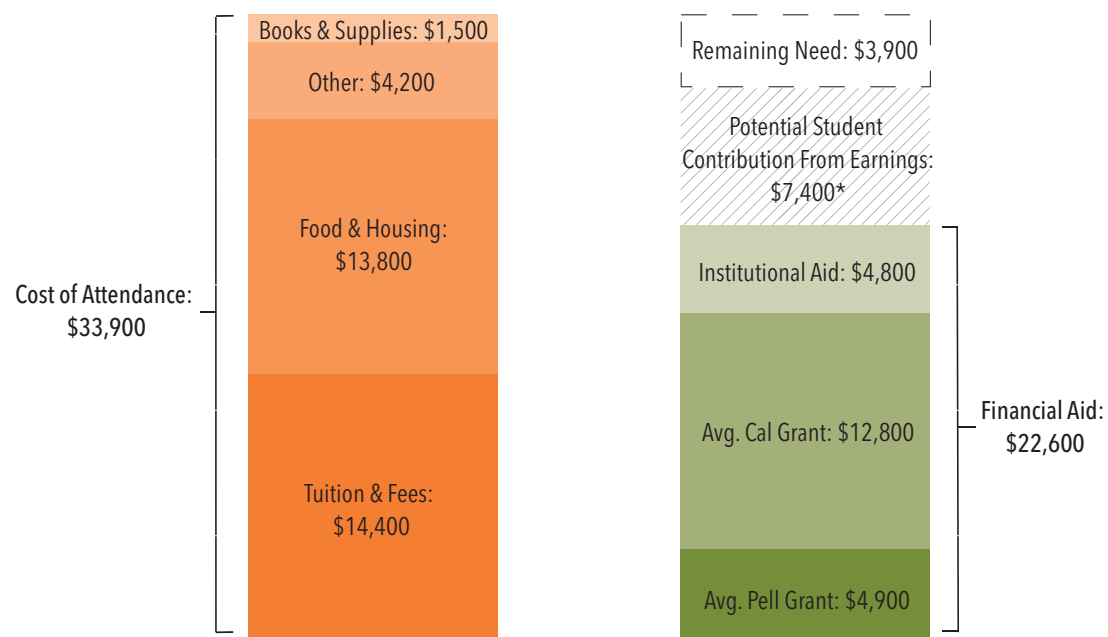 Books & Supplies: $1,500
Other: $4,200
Food & Housing:
$13,800
Cost of Attendance:
$33,900
Tuition & Fees:
$14,400
Remaining Need: $3,900
Potential Student
Contribution From Earnings:
$7,400*
Institutional Aid: $4,800
Avg. Cal Grant: $12,800
Financial Aid:
$22,600
Avg. Pell Grant: $4,900